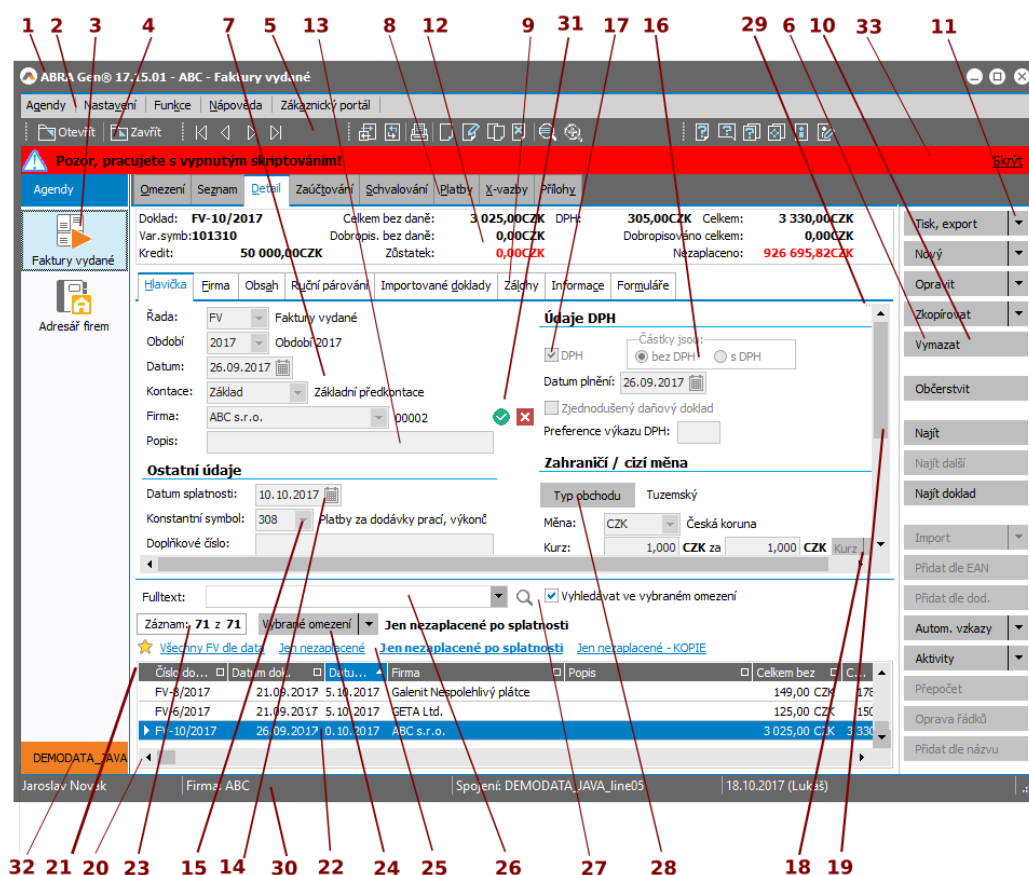 1 2 3 4 7 5 13 8 12 9 31 17 16 29 6 10 33 11
ABRA Gen® 17.15.01 - ABC - Faktury vydané
Agendy Nastavení Funkce Nápověda Zákaznický portál
Otevřít Zavřít
Pozor, pracujete s vypnutým skriptováním! Skrýt
Agendy
Omezení Seznam Detail Zaúčtování Schvalování Platby X-vazby Přílohy
Doklad: FV-10/2017 Celkem bez daně: 3 025,00CZK DPH: 305,00CZK Celkem: 3 330,00CZK
Var.symb:101310 Dobropis. bez daně: 0,00CZK Dobropisováno celkem: 0,00CZK
Kredit: 50 000,00CZK Zůstatek: 0,00CZK Nezaplaceno: 926 695,82CZK
Faktury vydané
Adresář firem
Hlavička Firma Obsah Ruční párování Importované doklady Zálohy Informace Formuláře
Řada: FV Faktury vydané
Období 2017 Období 2017
Datum: 26.09.2017
Kontace: Základ Základní předkontace
Firma: ABC s.r.o. 00002
Popis:
Ostatní údaje
Datum splatnosti: 10.10.2017
Konstantní symbol: 308 Platby za dodávky prací, výkonů
Doplňkové číslo:
Údaje DPH
DPH
Částky jsou:
bez DPH s DPH
Datum plnění: 26.09.2017
Zjednodušený daňový doklad
Preference výkazu DPH:
Zahraničí / cizí měna
Typ obchodu Tuzemský
Měna: CZK Česká koruna
Kurz: 1,000 CZK za 1,000 CZK Kurz
Tisk, export
Nový
Opravit
Zkopírovat
Vymazat
Občerstvit
Najít
Najít další
Najít doklad
Import
Přidat dle EAN
Přidat dle dod.
Autom. vzkazy
Aktivity
Přepočet
Oprava řádků
Přidat dle názvu
Fulltext: Vyhledávat ve vybraném omezení
Záznam: 71 z 71 Vybrané omezení Jen nezaplacené po splatnosti
Všechny FV dle data Jen nezaplacené Jen nezaplacené po splatnosti Jen nezaplacené - KOPIE
Číslo do... Datum dok. Datu... Firma Popis Celkem bez C...
FV-8/2017 21.09.2017 5.10.2017 Galenit Nespolehlivý plátce 149,00 CZK 178
FV-6/2017 21.09.2017 5.10.2017 GETA Ltd. 125,00 CZK 150
FV-10/2017 26.09.2017 0.10.2017 ABC s.r.o. 3 025,00 CZK 3 330
DEMODATA_JAVA
Jaroslav Novák Firma: ABC Spojení: DEMODATA_JAVA_line05 18.10.2017 (Lukáš)
32 21 20 23 15 14 30 22 24 25 26 27 28 18 19